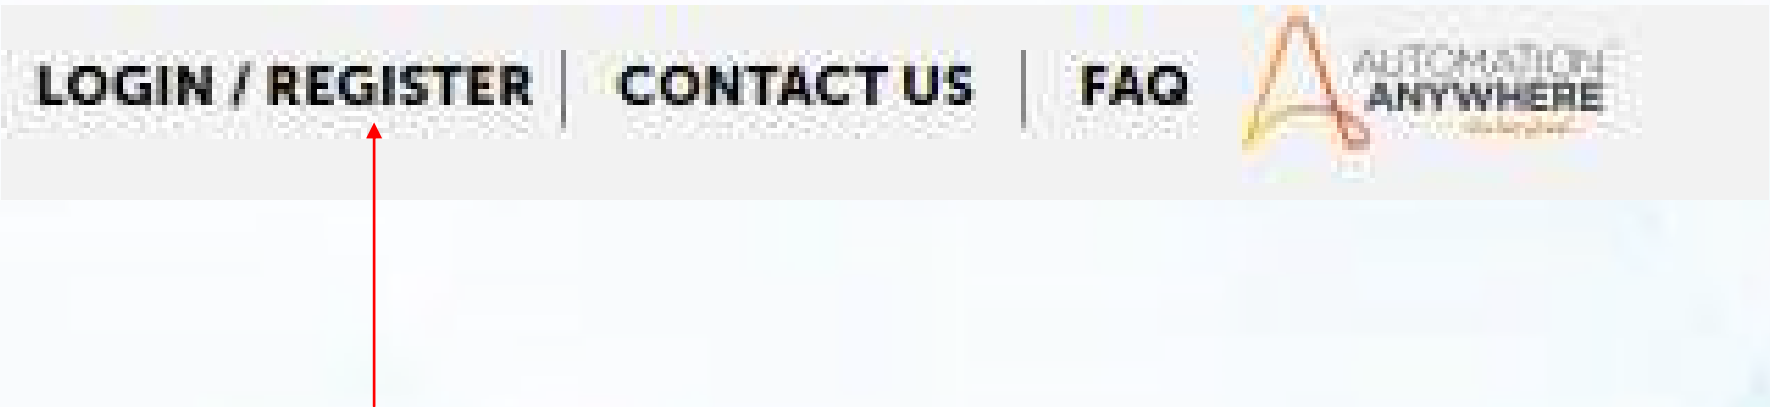 LOGIN / REGISTER | CONTACT US | FAQ
AUTOMATION
ANYWHERE